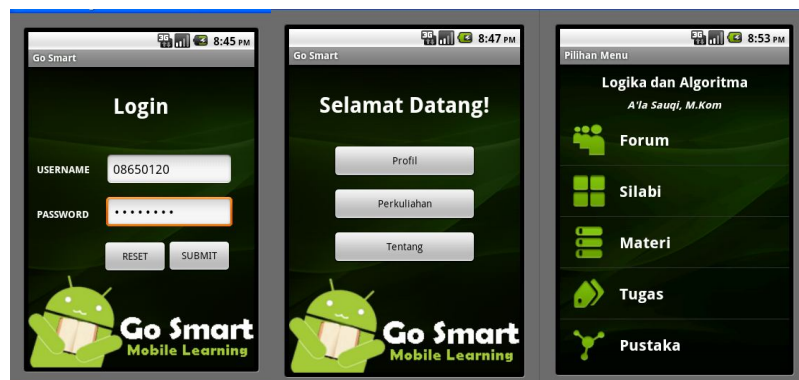 8:45 PM
Go Smart
Login
USERNAME 08650120
PASSWORD ••••••••
RESET SUBMIT
Go Smart
Mobile Learning
8:47 PM
Go Smart
Selamat Datang!
Profil
Perkuliahan
Tentang
Go Smart
Mobile Learning
8:53 PM
Pilihan Menu
Logika dan Algoritma
A'la Sauqi, M.Kom
Forum
Silabi
Materi
Tugas
Pustaka